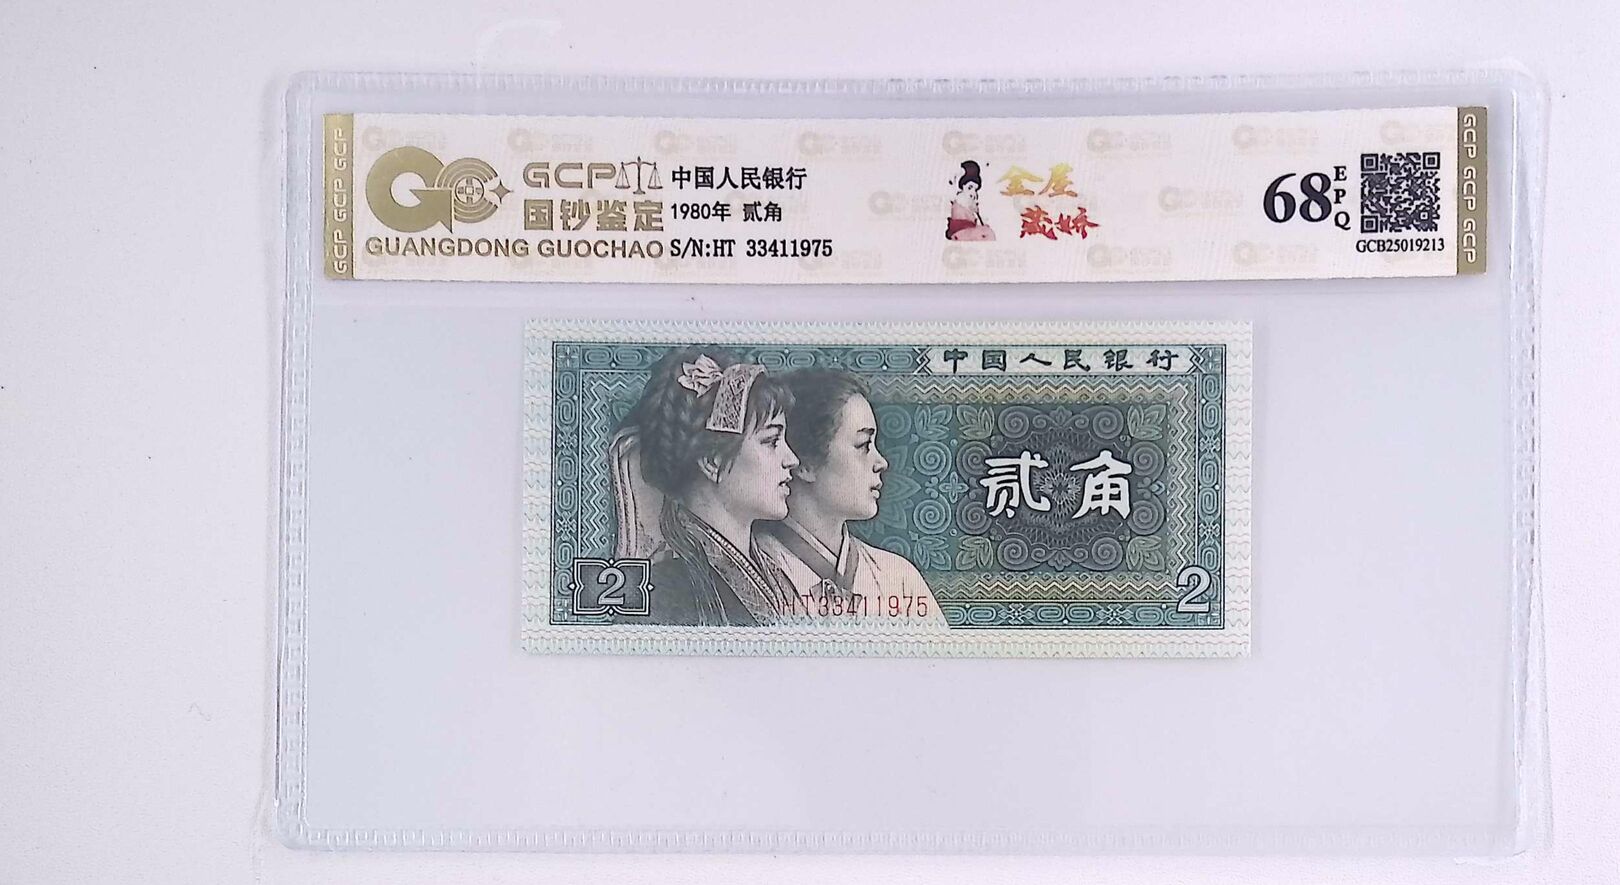 GCP GCP GCP
GCP 中国人民银行
国钞鉴定 1980年 贰角
GUANGDONG GUOCHAO S/N:HT 33411975
金屋
藏娇
68 EPQ
GCB25019213
GCP GCP GCP
中国人民银行
贰角
2
HT33411975
2